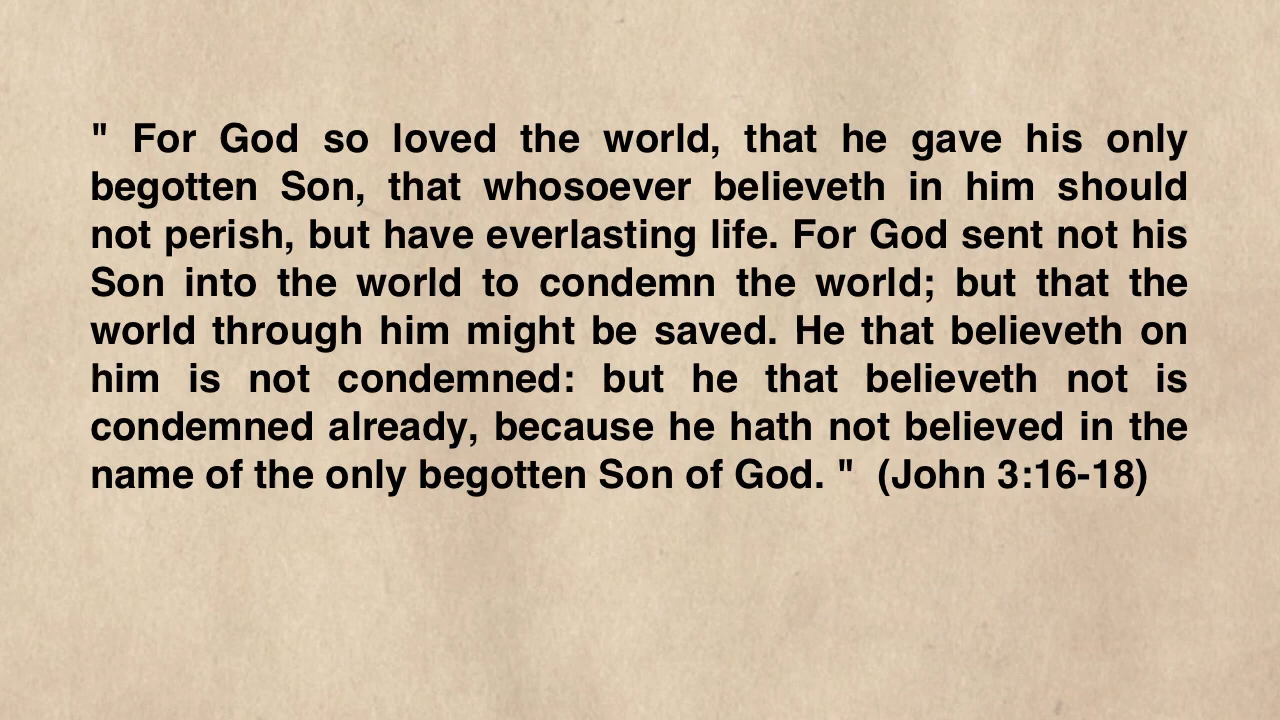 " For God so loved the world, that he gave his only
begotten Son, that whosoever believeth in him should
not perish, but have everlasting life. For God sent not his
Son into the world to condemn the world; but that the
world through him might be saved. He that believeth on
him is not condemned: but he that believeth not is
condemned already, because he hath not believed in the
name of the only begotten Son of God. " (John 3:16-18)